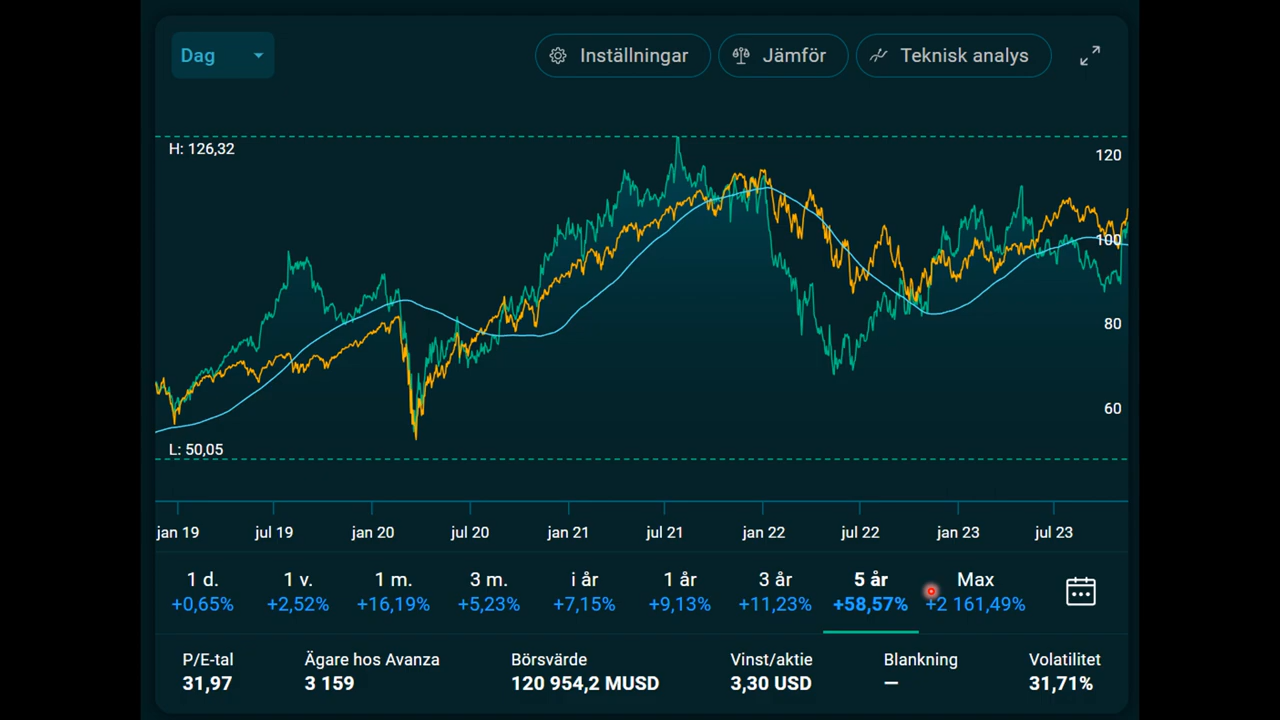 Dag
Inställningar
Jämför
Teknisk analys
H: 126,32
120
100
80
60
L: 50,05
jan 19 jul 19 jan 20 jul 20 jan 21 jul 21 jan 22 jul 22 jan 23 jul 23
1 d. 1 v. 1 m. 3 m. i år 1 år 3 år 5 år Max
+0,65% +2,52% +16,19% +5,23% +7,15% +9,13% +11,23% +58,57% +2 161,49%
P/E-tal Ägare hos Avanza Börsvärde Vinst/aktie Blankning Volatilitet
31,97 3 159 120 954,2 MUSD 3,30 USD – 31,71%